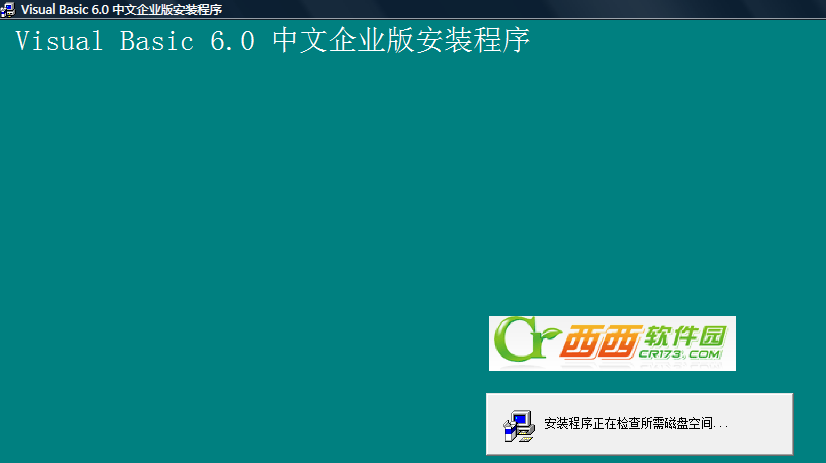 Visual Basic 6.0 中文企业版安装程序
Visual Basic 6.0 中文企业版安装程序
Cr西西软件园
CR173.COM
安装程序正在检查所需磁盘空间...